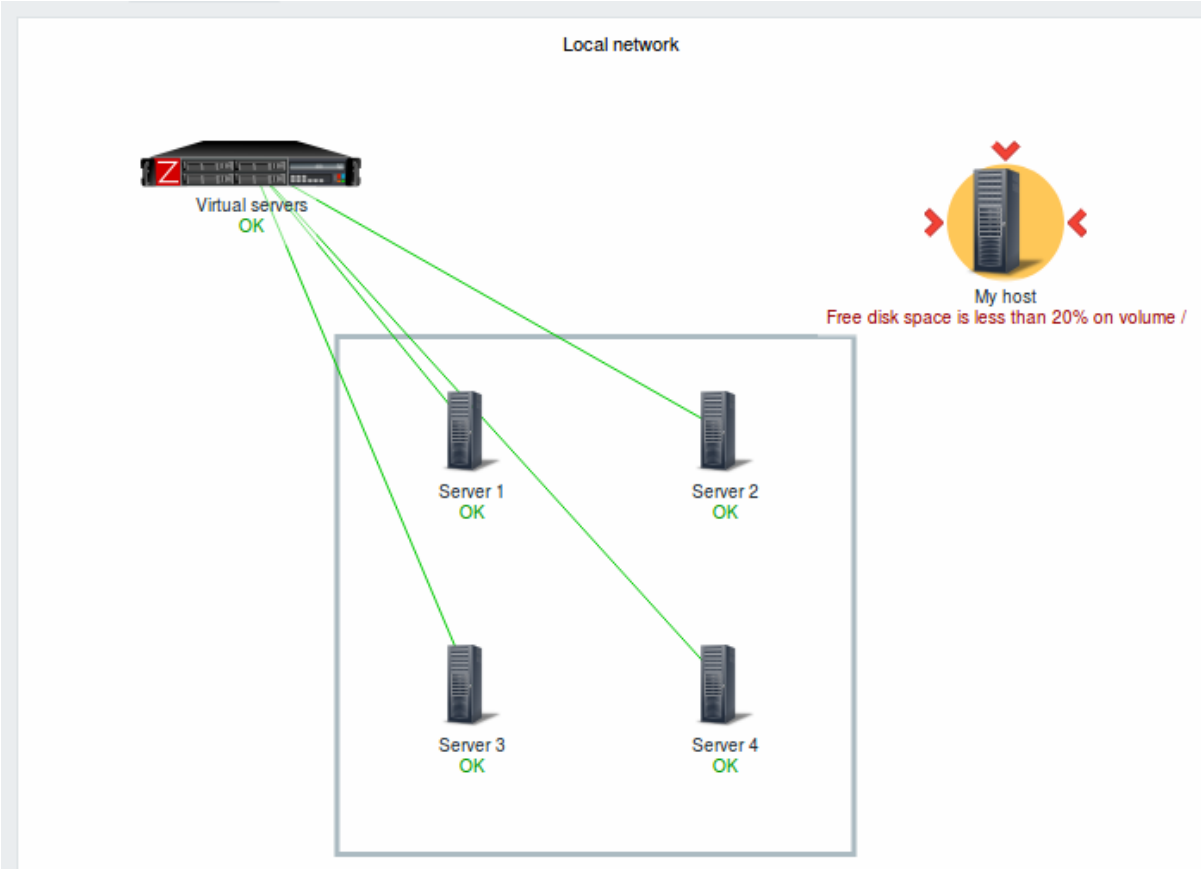 Local network
Z
Virtual servers
OK
My host
Free disk space is less than 20% on volume /
Server 1
OK
Server 2
OK
Server 3
OK
Server 4
OK